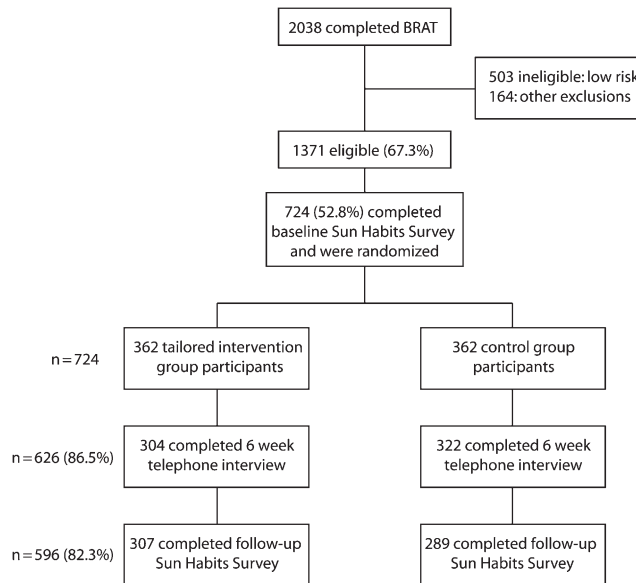 2038 completed BRAT
503 ineligible: low risk
164: other exclusions
1371 eligible (67.3%)
724 (52.8%) completed
baseline Sun Habits Survey
and were randomized
n=724
362 tailored intervention
group participants
362 control group
participants
n=626 (86.5%)
304 completed 6 week
telephone interview
322 completed 6 week
telephone interview
n=596 (82.3%)
307 completed follow-up
Sun Habits Survey
289 completed follow-up
Sun Habits Survey